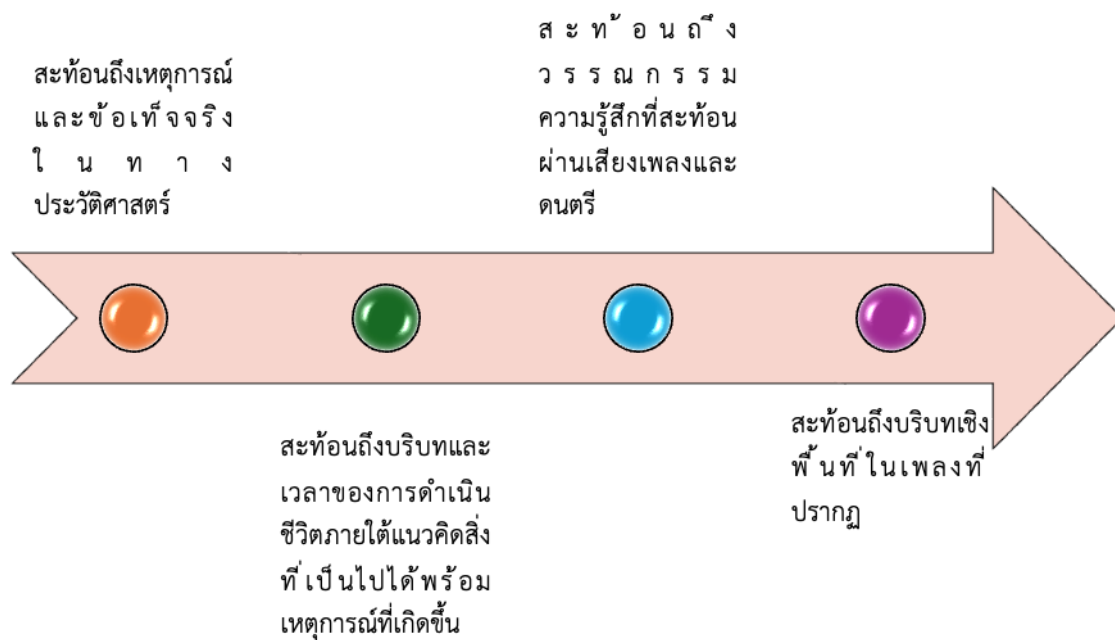 สะท้อนถึงเหตุการณ์
และข้อเท็จจริง
ในทาง
ประวัติศาสตร์
สะท้อนถึงบริบทและ
เวลาของการดำเนิน
ชีวิตภายใต้แนวคิดสิ่ง
ที่เป็นไปได้พร้อม
เหตุการณ์ที่เกิดขึ้น
สะท้อนถึง
วรรณกรรม
ความรู้สึกที่สะท้อน
ผ่านเสียงเพลงและ
ดนตรี
สะท้อนถึงบริบทเชิง
พื้นที่ในเพลงที่
ปรากฏ